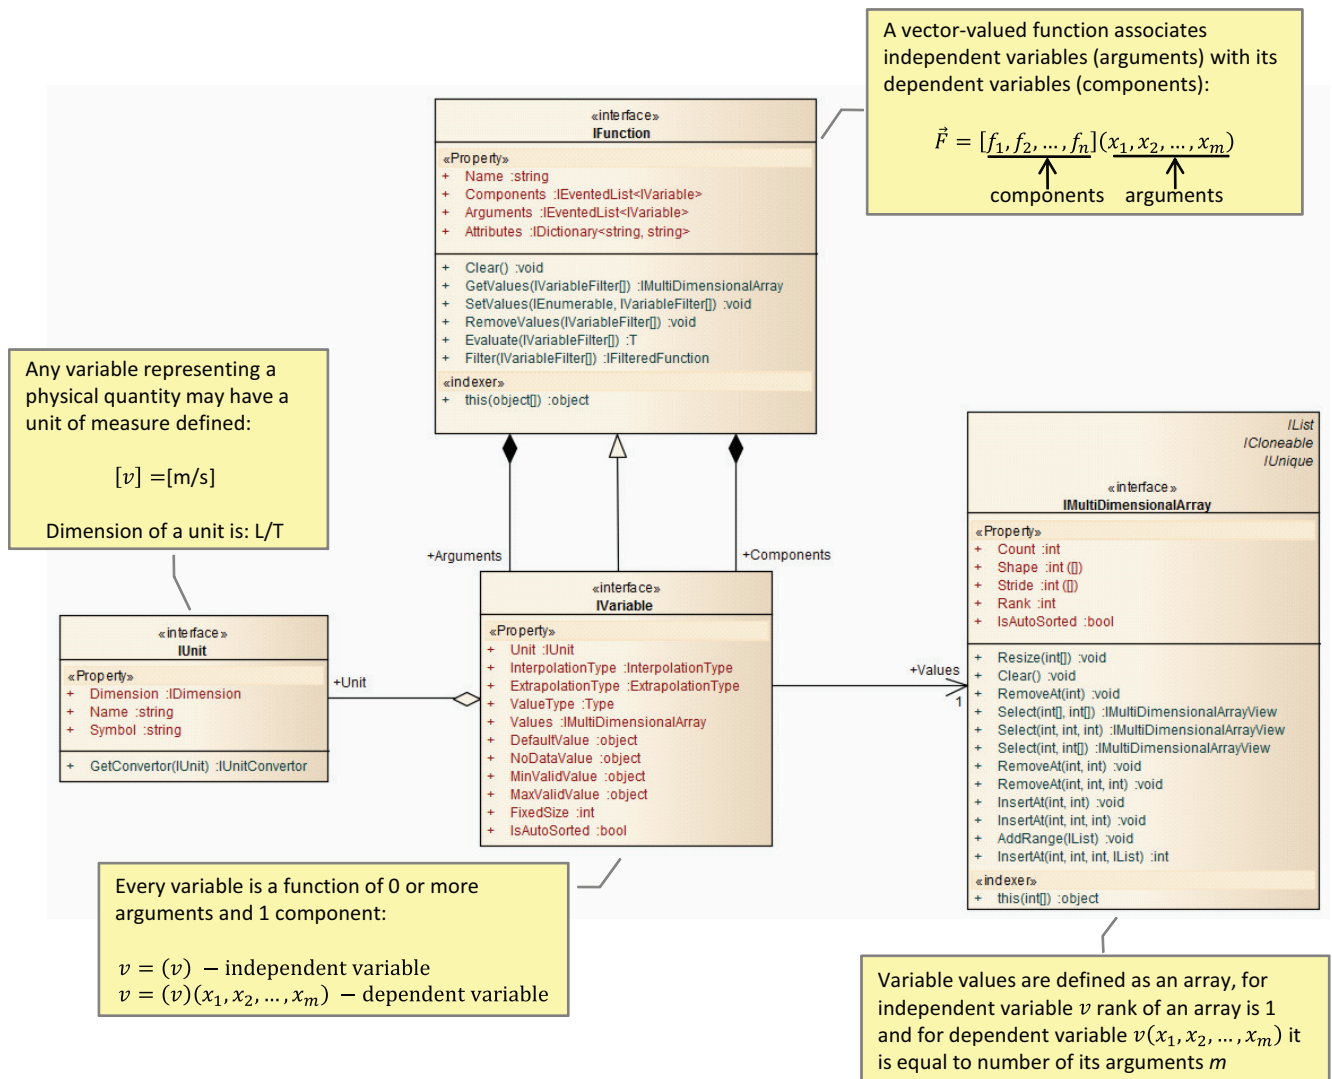 A vector-valued function associates
independent variables (arguments) with its
dependent variables (components):
F⃗ = [f₁, f₂, …, fₙ](x₁, x₂, …, xₘ)
components arguments
«interface»
IFunction
«Property»
+ Name :string
+ Components :IEventedList<IVariable>
+ Arguments :IEventedList<IVariable>
+ Attributes :IDictionary<string, string>
+ Clear() :void
+ GetValues(IVariableFilter[]) :IMultiDimensionalArray
+ SetValues(IEnumerable, IVariableFilter[]) :void
+ RemoveValues(IVariableFilter[]) :void
+ Evaluate(IVariableFilter[]) :T
+ Filter(IVariableFilter[]) :IFilteredFunction
«indexer»
+ this(object[]) :object
Any variable representing a
physical quantity may have a
unit of measure defined:
[v] =[m/s]
Dimension of a unit is: L/T
+Arguments
+Components
«interface»
IUnit
«Property»
+ Dimension :IDimension
+ Name :string
+ Symbol :string
+ GetConvertor(IUnit) :IUnitConvertor
+Unit
«interface»
IVariable
«Property»
+ Unit :IUnit
+ InterpolationType :InterpolationType
+ ExtrapolationType :ExtrapolationType
+ ValueType :Type
+ Values :IMultiDimensionalArray
+ DefaultValue :object
+ NoDataValue :object
+ MinValidValue :object
+ MaxValidValue :object
+ FixedSize :int
+ IsAutoSorted :bool
+Values
1
IList
ICloneable
IUnique
«interface»
IMultiDimensionalArray
«Property»
+ Count :int
+ Shape :int ([])
+ Stride :int ([])
+ Rank :int
+ IsAutoSorted :bool
+ Resize(int[]) :void
+ Clear() :void
+ RemoveAt(int) :void
+ Select(int[], int[]) :IMultiDimensionalArrayView
+ Select(int, int, int) :IMultiDimensionalArrayView
+ Select(int, int[]) :IMultiDimensionalArrayView
+ RemoveAt(int, int) :void
+ RemoveAt(int, int, int) :void
+ InsertAt(int, int) :void
+ InsertAt(int, int, int) :void
+ AddRange(IList) :void
+ InsertAt(int, int, int, IList) :int
«indexer»
+ this(int[]) :object
Every variable is a function of 0 or more
arguments and 1 component:
v = (v) – independent variable
v = (v)(x₁, x₂, …, xₘ) – dependent variable
Variable values are defined as an array, for
independent variable v rank of an array is 1
and for dependent variable v(x₁, x₂, …, xₘ) it
is equal to number of its arguments m